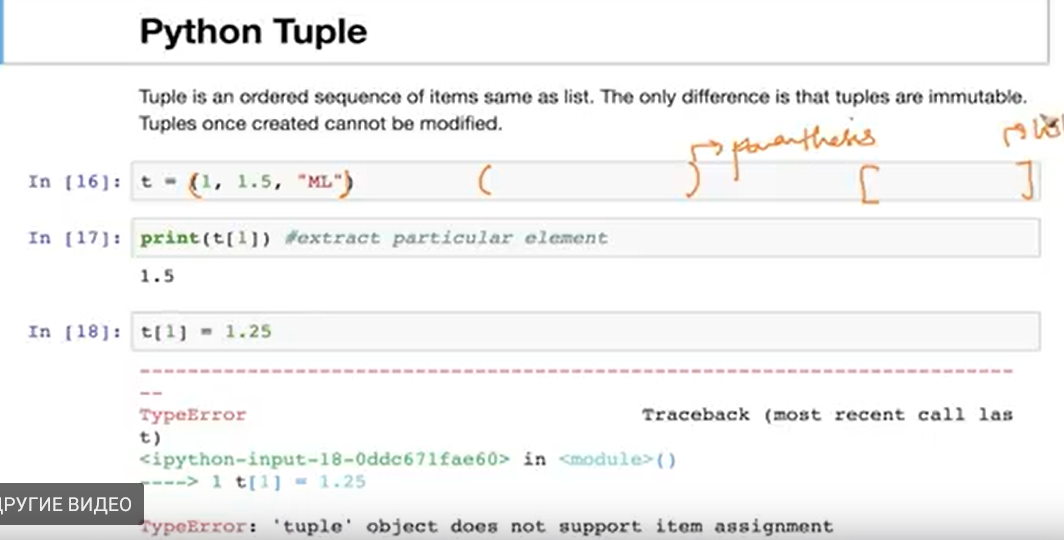 Python Tuple
Tuple is an ordered sequence of items same as list. The only difference is that tuples are immutable.
Tuples once created cannot be modified.
paranthesis
In [16]: t = (1, 1.5, "ML") ( ) [ ]
In [17]: print(t[1]) #extract particular element
1.5
In [18]: t[1] = 1.25
---------------------------------------------------------------------------
--
TypeError Traceback (most recent call las
t)
<ipython-input-18-0ddc671fae60> in <module>()
----> 1 t[1] = 1.25
ДРУГИЕ ВИДЕО
TypeError: 'tuple' object does not support item assignment